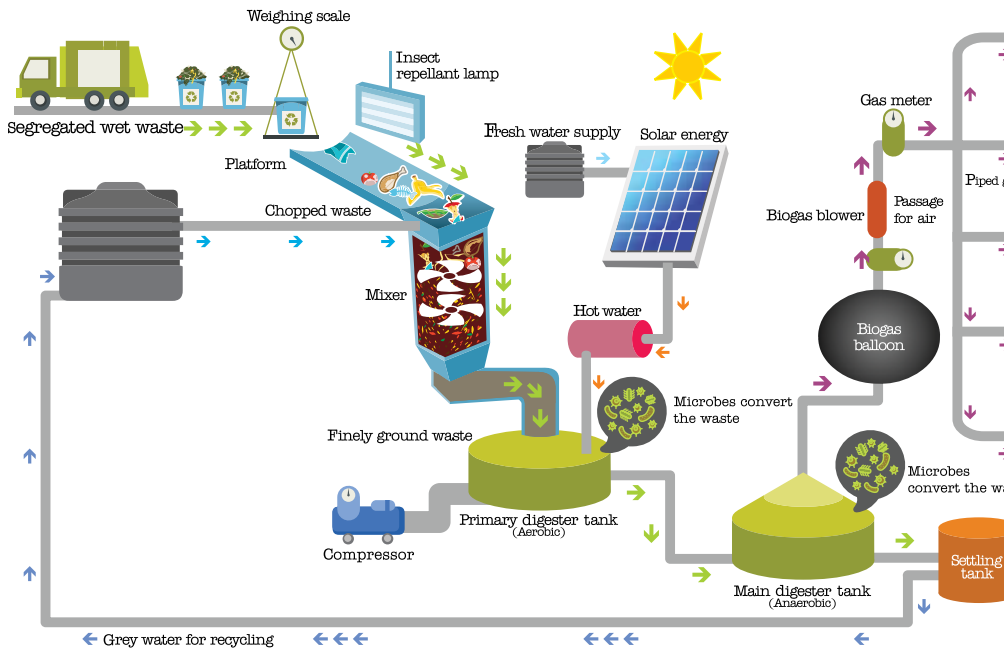 Weighing scale
Insect
repellant lamp
Segregated wet waste
Platform
Fresh water supply
Solar energy
Gas meter
Piped
Chopped waste
Biogas blower
Passage
for air
Mixer
Hot water
Biogas
balloon
Microbes convert
the waste
Finely ground waste
Microbes
convert the
Primary digester tank
(Aerobic)
Compressor
Settling
tank
Main digester tank
(Anaerobic)
Grey water for recycling